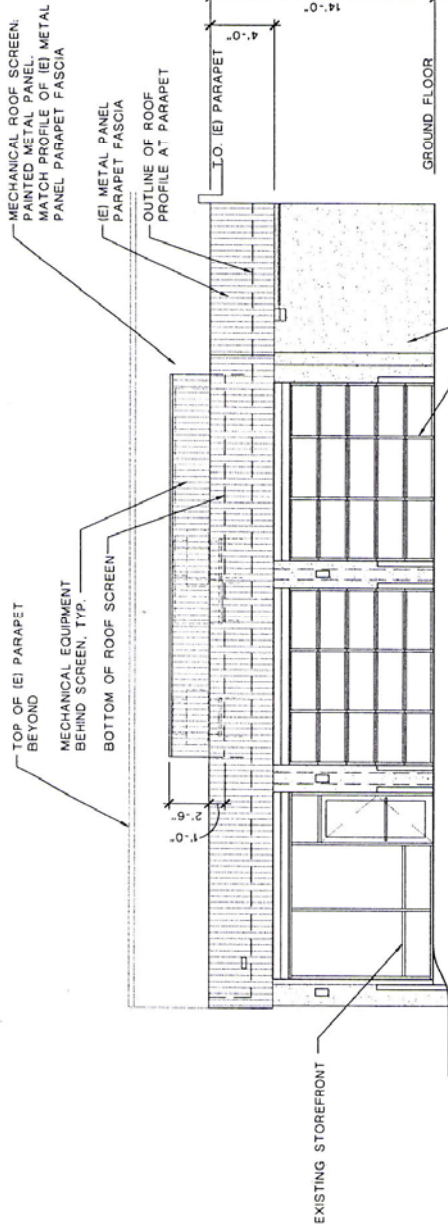 TOP OF (E) PARAPET
BEYOND
MECHANICAL EQUIPMENT
BEHIND SCREEN, TYP.
BOTTOM OF ROOF SCREEN
MECHANICAL ROOF SCREEN:
PAINTED METAL PANEL.
MATCH PROFILE OF (E) METAL
PANEL PARAPET FASCIA
(E) METAL PANEL
PARAPET FASCIA
OUTLINE OF ROOF
PROFILE AT PARAPET
T.O. (E) PARAPET
4'-0"
14'-0"
2'-6"
1'-0"
GROUND FLOOR
EXISTING STOREFRONT